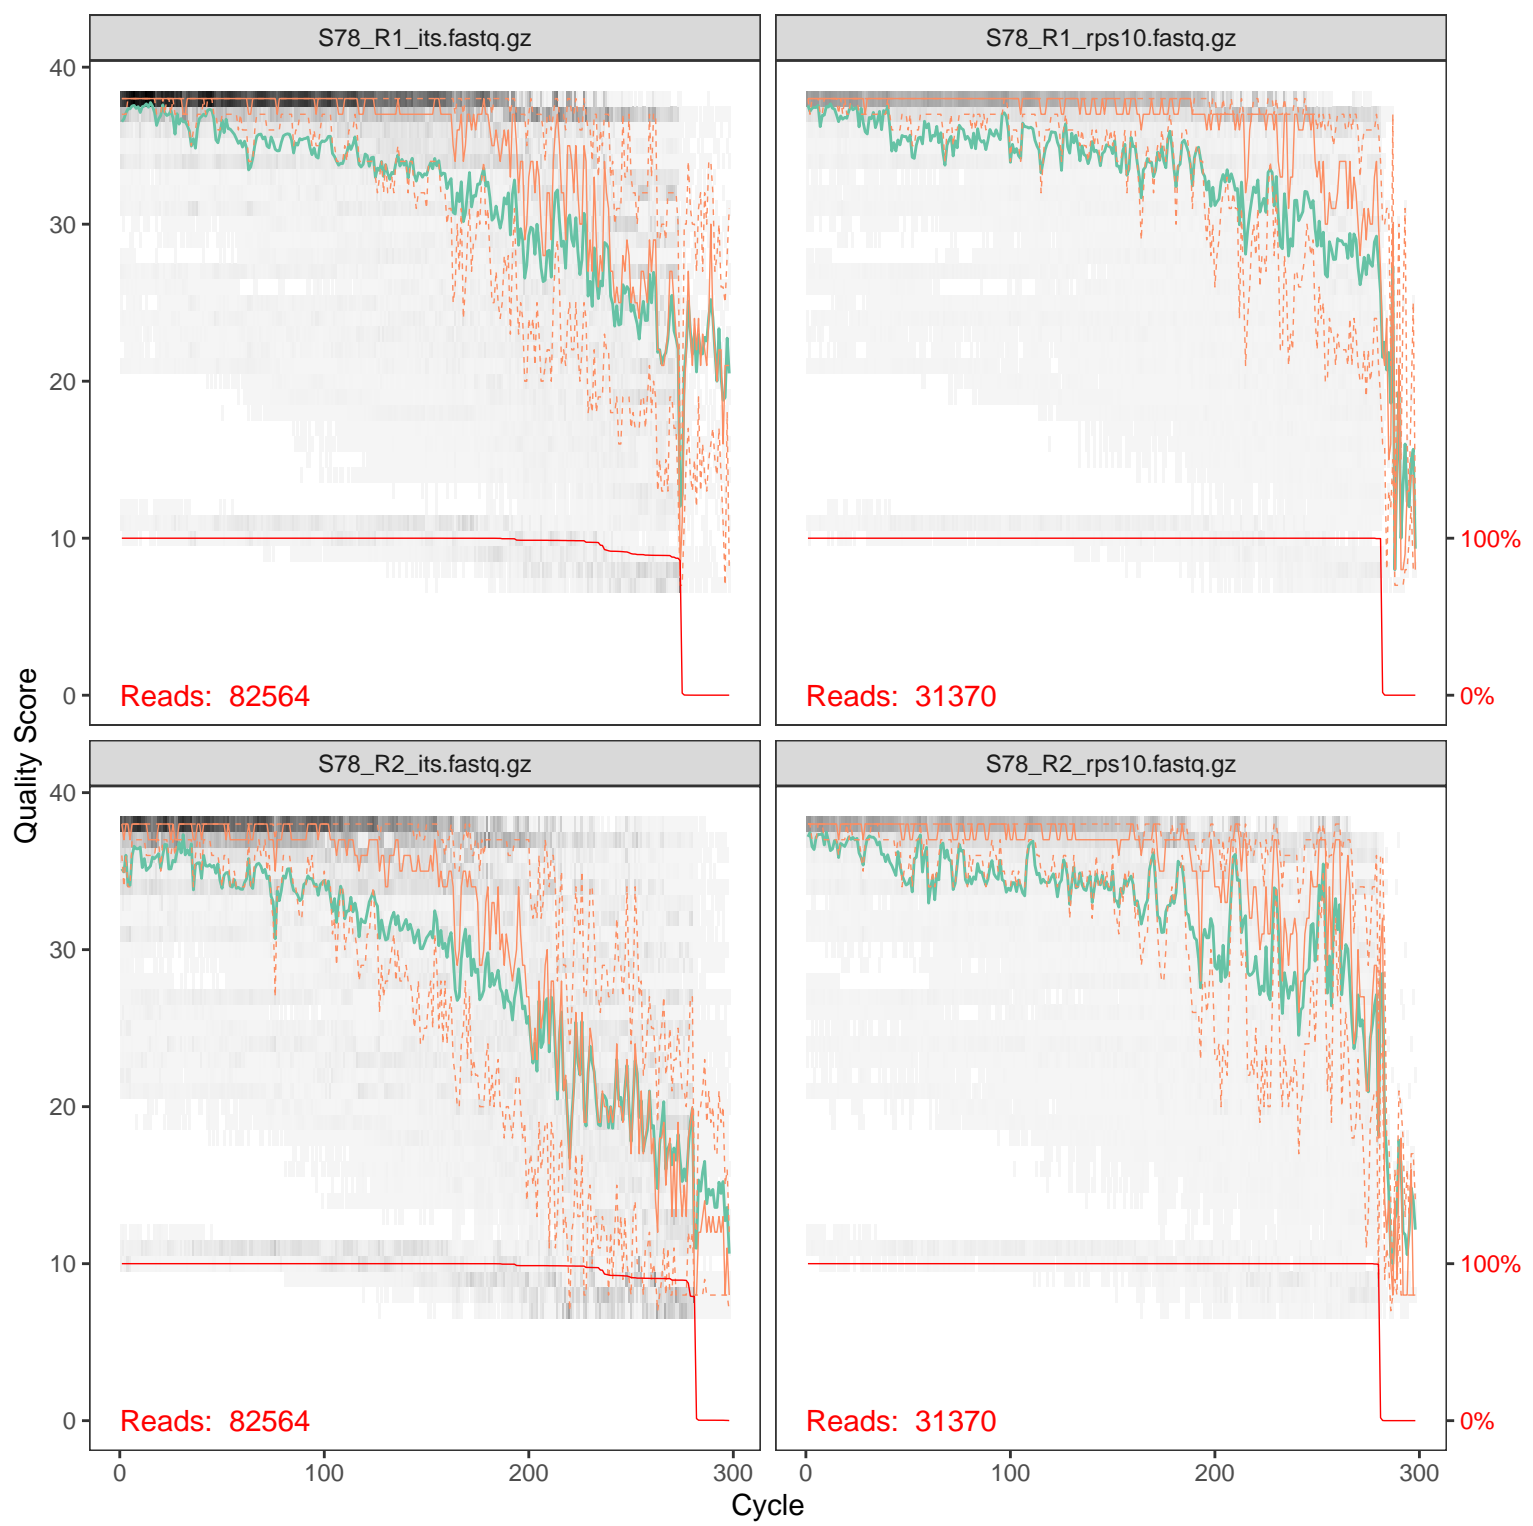 S78_R1_its.fastq.gz
S78_R1_rps10.fastq.gz
40
30
20
10
0
Reads: 82564
Reads: 31370
100%
0%
Quality Score
S78_R2_its.fastq.gz
S78_R2_rps10.fastq.gz
40
30
20
10
0
Reads: 82564
Reads: 31370
100%
0%
0 100 200 300
0 100 200 300
Cycle